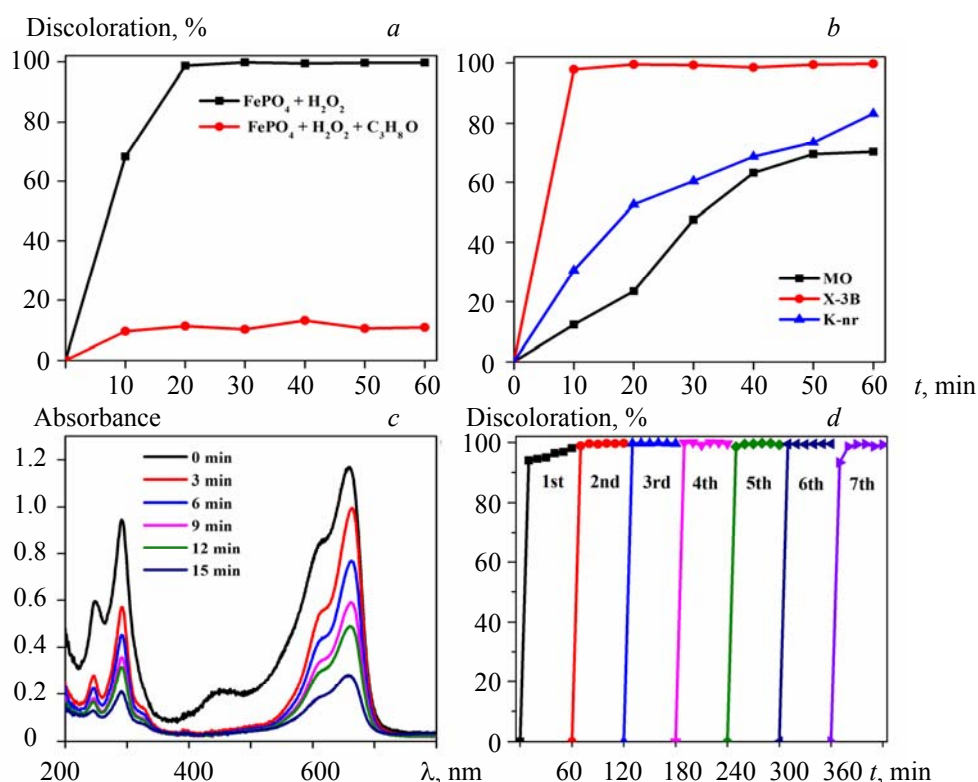 Discoloration, % a
100
80
60
40
20
0
FePO₄ + H₂O₂
FePO₄ + H₂O₂ + C₃H₈O
10 20 30 40 50 60
b
100
80
60
40
20
0
MO
X-3B
K-nr
0 10 20 30 40 50 60 t, min
Absorbance c
1.2
1.0
0.8
0.6
0.4
0.2
0
0 min
3 min
6 min
9 min
12 min
15 min
200 400 600 λ, nm
Discoloration, % d
100
80
60
40
20
0
1st 2nd 3rd 4th 5th 6th 7th
60 120 180 240 300 360 t, min